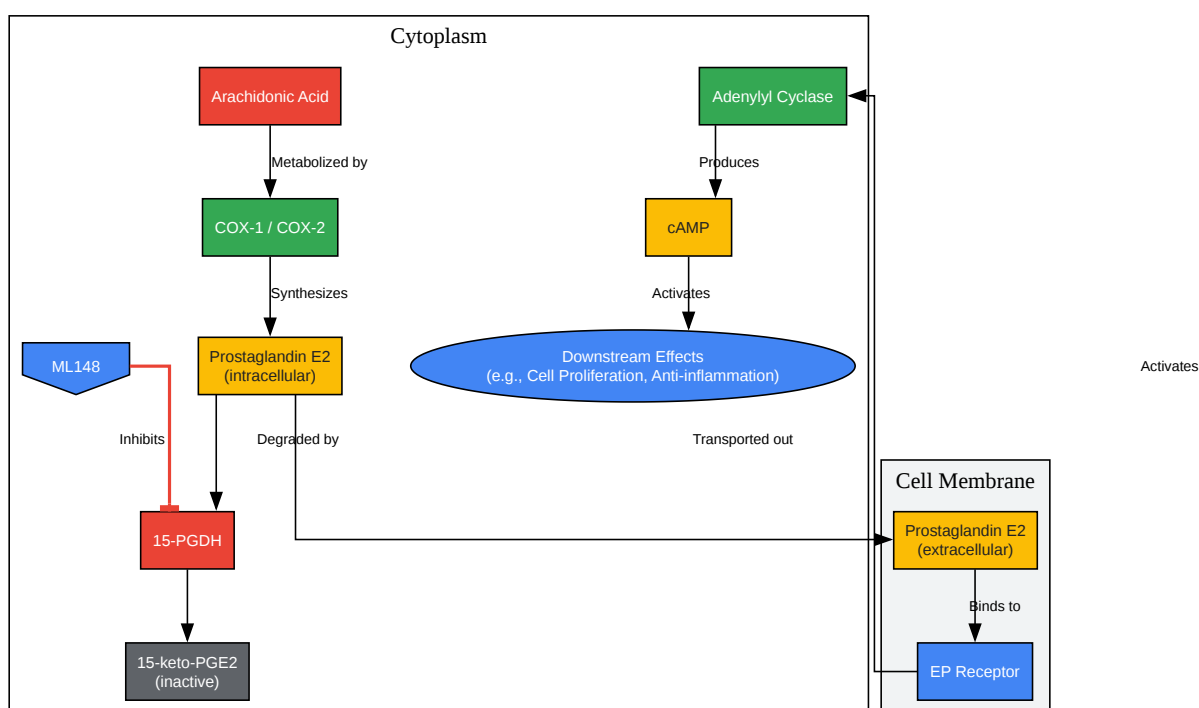 Cytoplasm
Arachidonic Acid
Adenylyl Cyclase
Metabolized by
Produces
COX-1 / COX-2
cAMP
Synthesizes
Activates
ML148
Prostaglandin E2
(intracellular)
Downstream Effects
(e.g., Cell Proliferation, Anti-inflammation)
Activates
Inhibits
Degraded by
Transported out
Cell Membrane
15-PGDH
Prostaglandin E2
(extracellular)
Binds to
15-keto-PGE2
(inactive)
EP Receptor